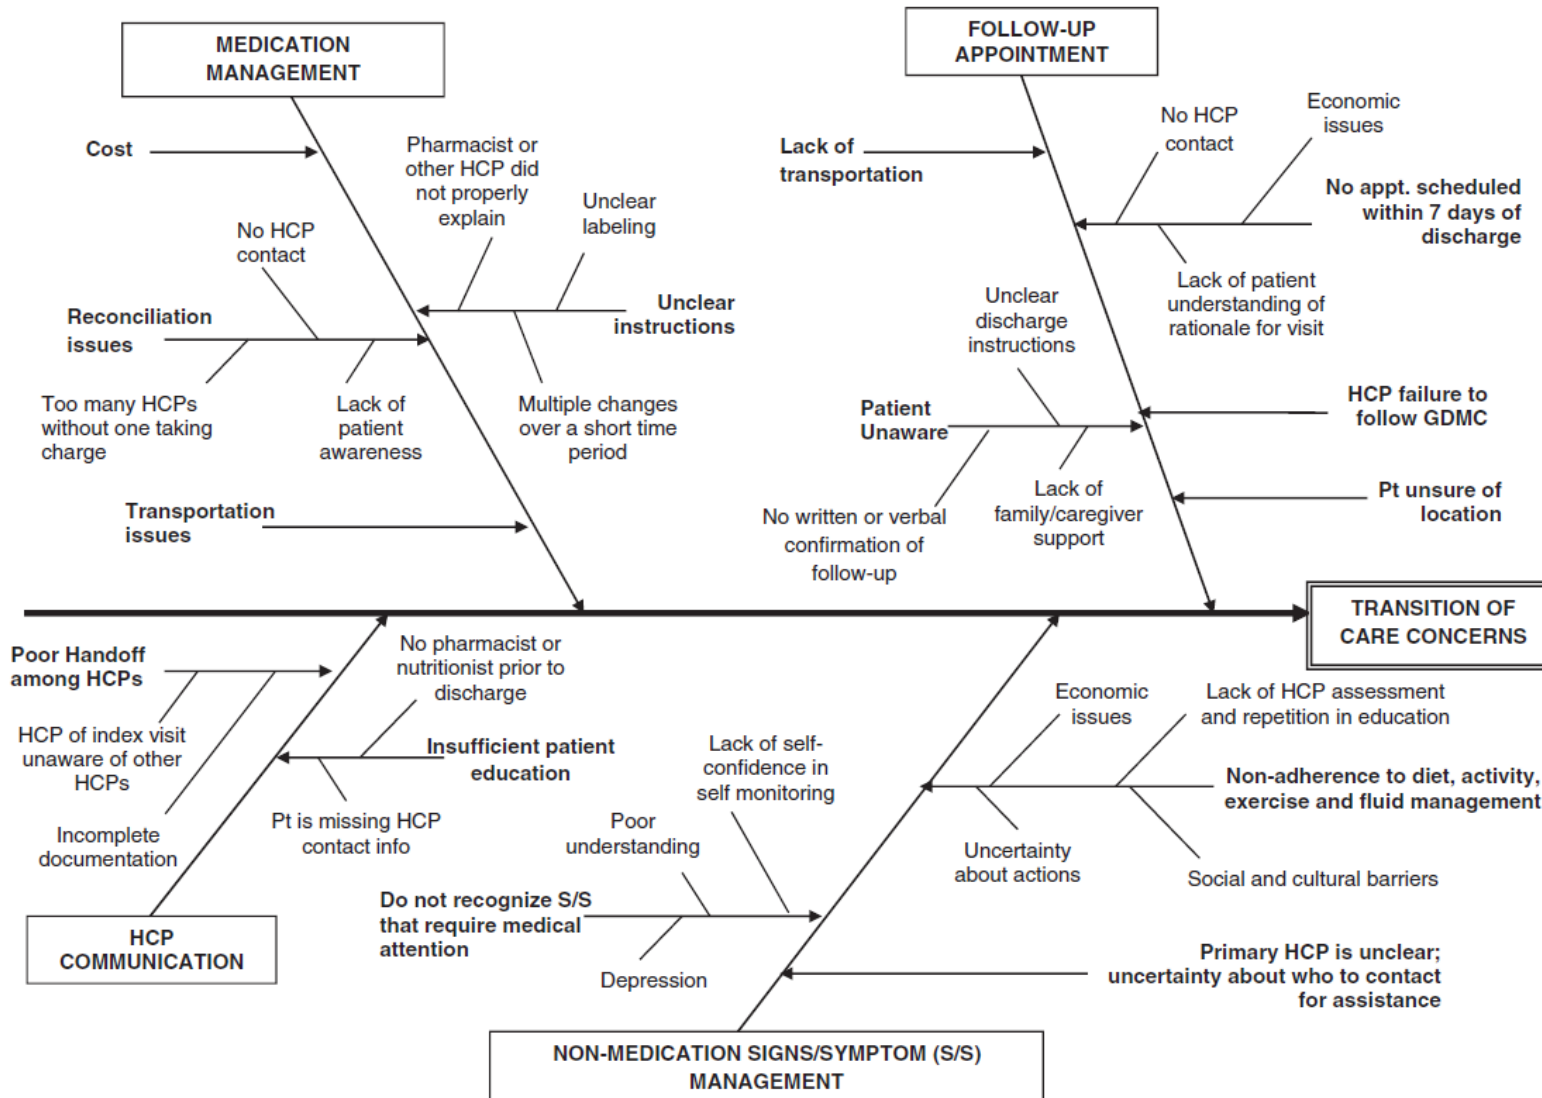 MEDICATION
MANAGEMENT
Cost
Pharmacist or
other HCP did
not properly
explain
Unclear
labeling
No HCP
contact
Reconciliation
issues
Unclear
instructions
Too many HCPs
without one taking
charge
Lack of
patient
awareness
Multiple changes
over a short time
period
Transportation
issues
FOLLOW-UP
APPOINTMENT
Lack of
transportation
No HCP
contact
Economic
issues
No appt. scheduled
within 7 days of
discharge
Lack of patient
understanding of
rationale for visit
Unclear
discharge
instructions
Patient
Unaware
HCP failure to
follow GDMC
No written or verbal
confirmation of
follow-up
Lack of
family/caregiver
support
Pt unsure of
location
TRANSITION OF
CARE CONCERNS
Poor Handoff
among HCPs
No pharmacist or
nutritionist prior to
discharge
HCP of index visit
unaware of other
HCPs
Insufficient patient
education
Incomplete
documentation
Pt is missing HCP
contact info
HCP
COMMUNICATION
Economic
issues
Lack of HCP assessment
and repetition in education
Lack of self-
confidence in
self monitoring
Non-adherence to diet, activity,
exercise and fluid management
Poor
understanding
Uncertainty
about actions
Social and cultural barriers
Do not recognize S/S
that require medical
attention
Depression
Primary HCP is unclear;
uncertainty about who to contact
for assistance
NON-MEDICATION SIGNS/SYMPTOM (S/S)
MANAGEMENT